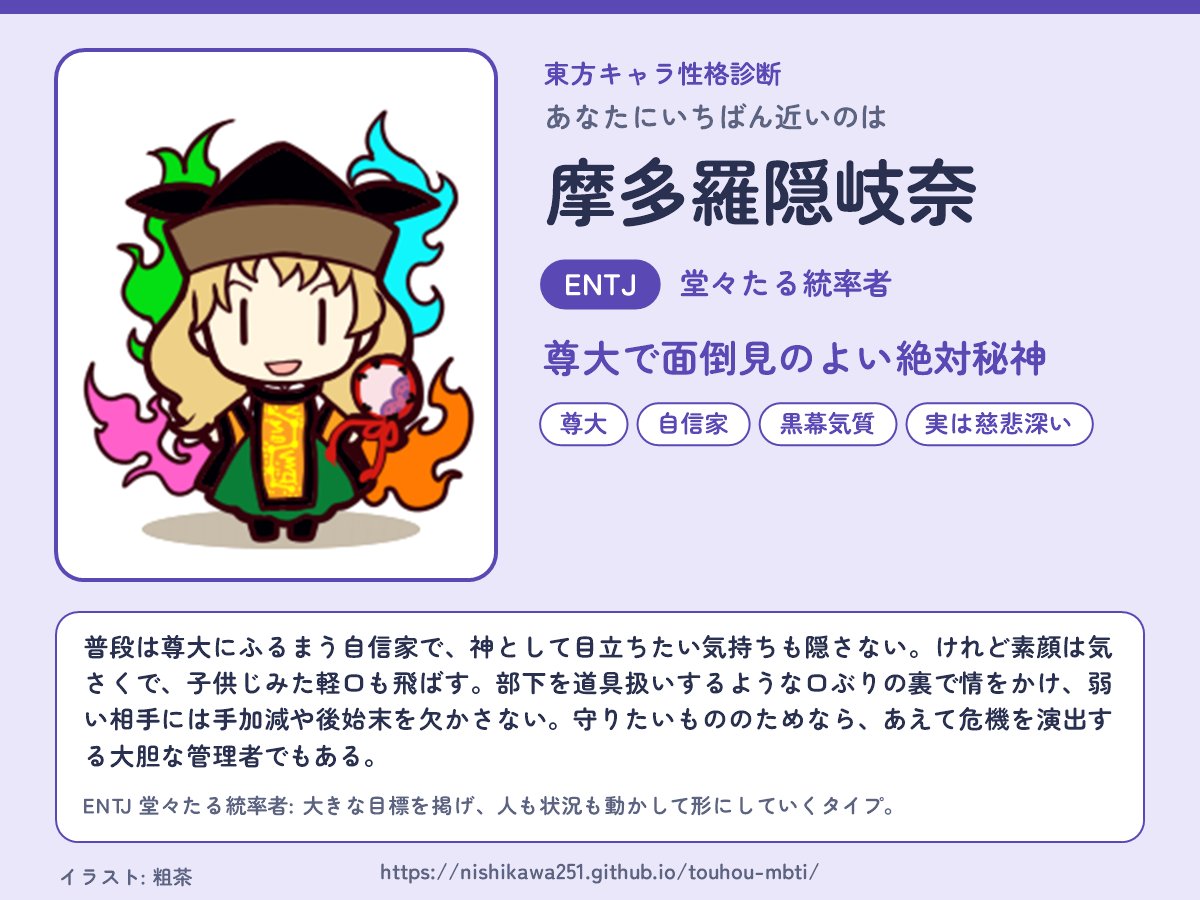 東方キャラ性格診断
あなたにいちばん近いのは
摩多羅隠岐奈
ENTJ 堂々たる統率者
尊大で面倒見のよい絶対秘神
尊大 自信家 黒幕気質 実は慈悲深い
普段は尊大にふるまう自信家で、神として目立ちたい気持ちも隠さない。けれど素顔は気
さくで、子供じみた軽口も飛ばす。部下を道具扱いするような口ぶりの裏で情をかけ、弱
い相手には手加減や後始末を欠かさない。守りたいもののためなら、あえて危機を演出す
る大胆な管理者でもある。
ENTJ 堂々たる統率者: 大きな目標を掲げ、人も状況も動かして形にしていくタイプ。
イラスト: 粗茶
https://nishikawa251.github.io/touhou-mbti/